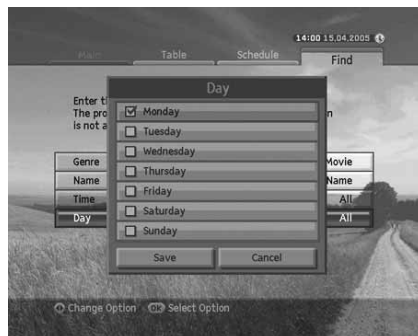 14:00 15.04.2005
Main Table Schedule Find
Day
Enter t
The pro n
is not a
Monday
Tuesday
Wednesday
Thursday
Friday
Saturday
Sunday
Genre Movie
Name Name
Time All
Day All
Save Cancel
Change Option OK Select Option